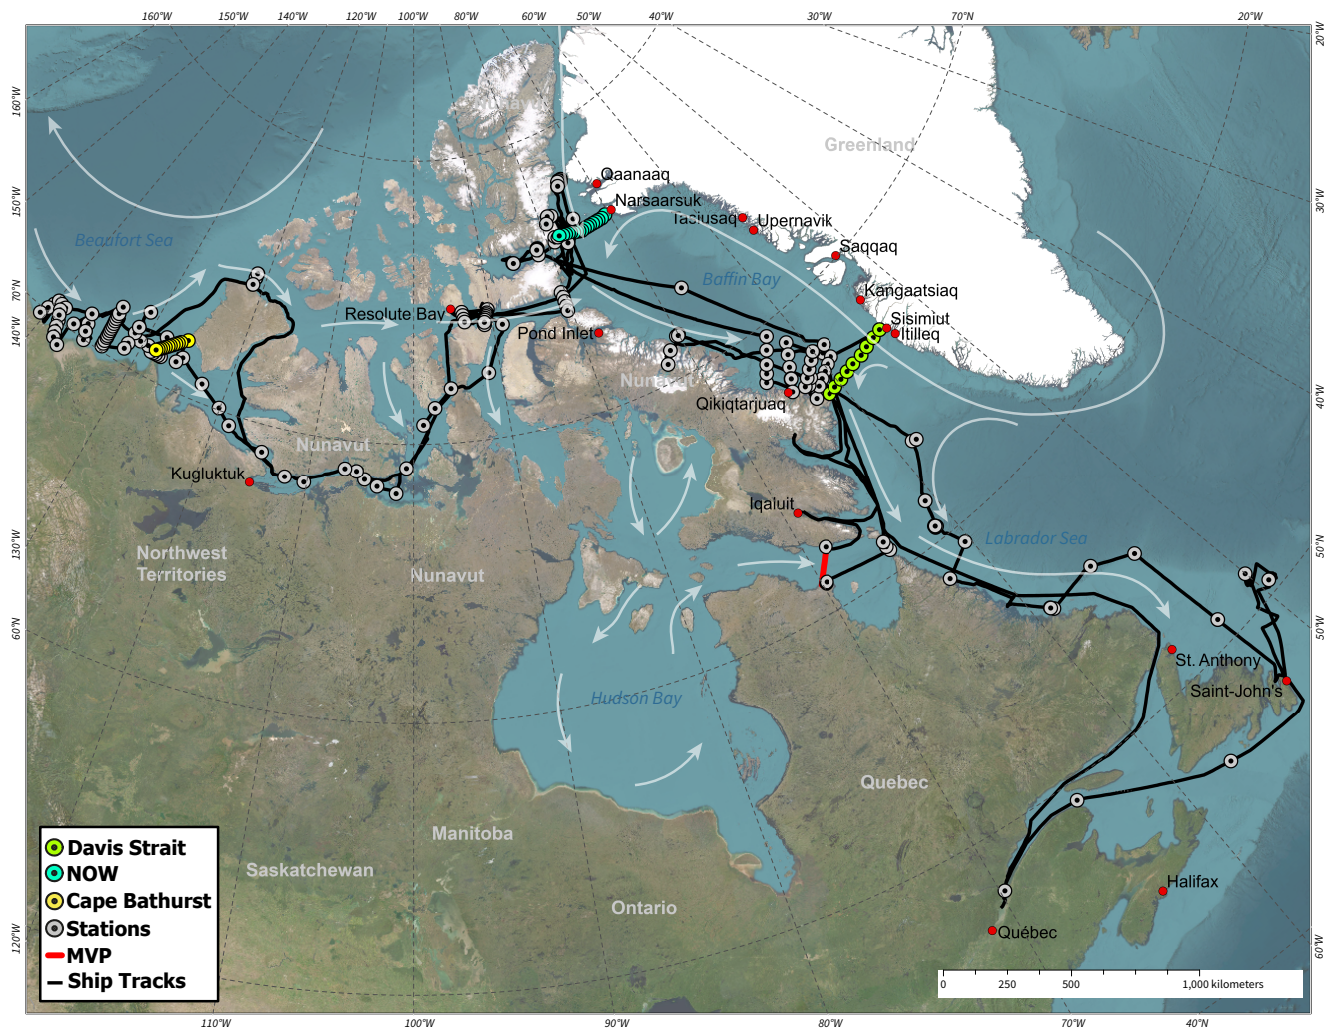 160°W 150°W 140°W 120°W 100°W 80°W 60°W 50°W 40°W 30°W 70°W 20°W
20°W
160°W
Greenland
Qaanaaq
Narsaarsuk
150°W
30°W
Tasiusaq
Upernavik
Beaufort Sea
Saqqaq
Baffin Bay
70°N
Kangaatsiaq
Resolute Bay
Sisimiut
140°W
Pond Inlet
Itilleq
Nunavut
40°W
Qikiqtarjuaq
Nunavut
Kugluktuk
Iqaluit
130°W
Labrador Sea
50°N
Northwest
Territories
Nunavut
60°N
50°W
St. Anthony
Saint-John's
Hudson Bay
Quebec
Manitoba
Davis Strait
Saskatchewan
NOW
Halifax
Cape Bathurst
Ontario
Stations
Québec
120°W
60°W
MVP
Ship Tracks
0 250 500 1,000 kilometers
110°W 100°W 90°W 80°W 70°W 40°N